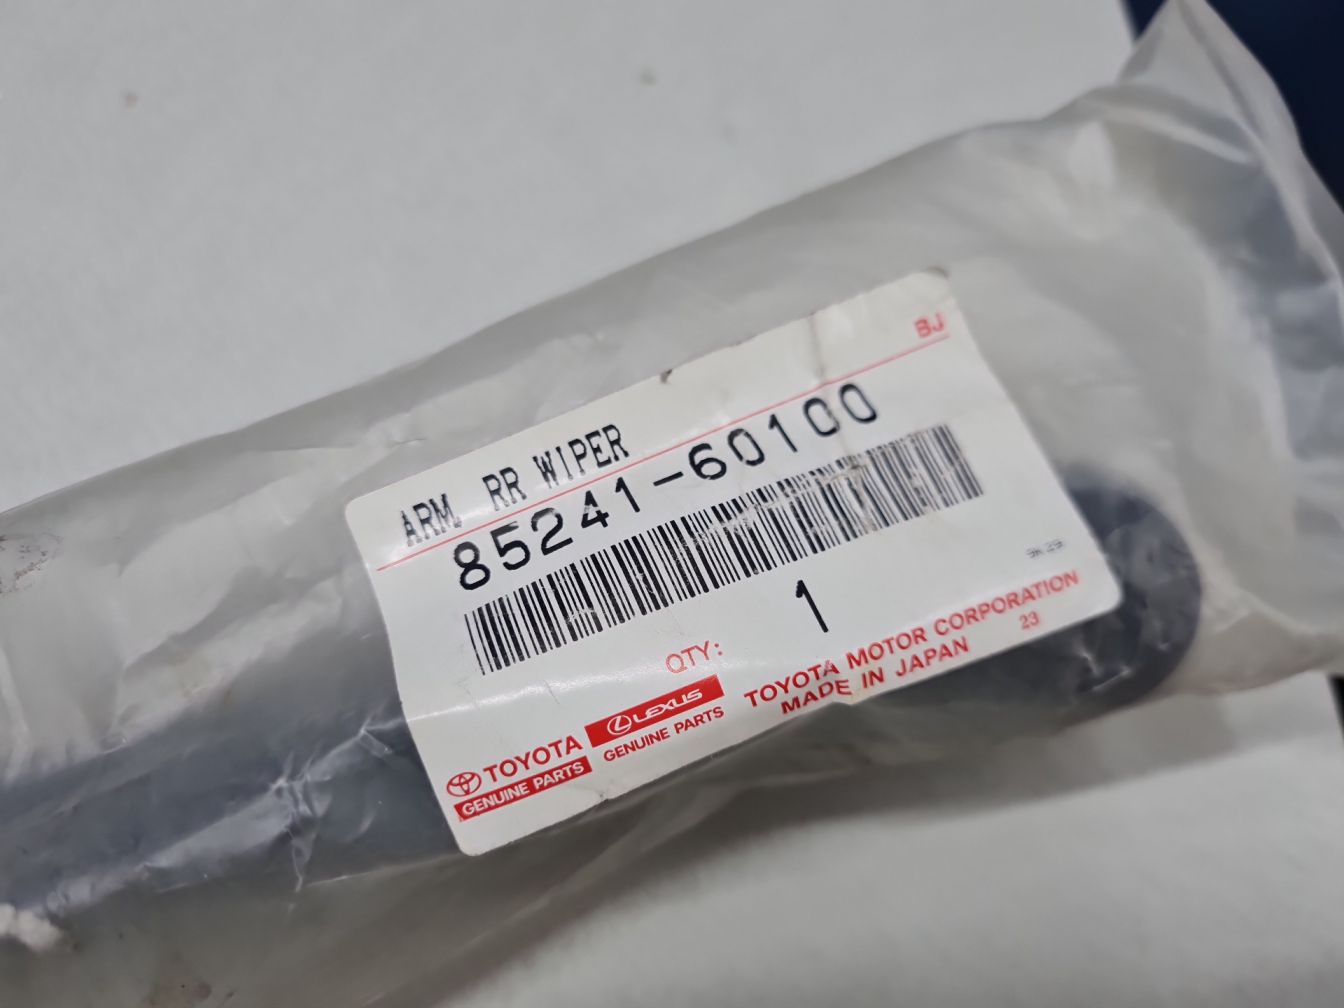 BJ
ARM, RR WIPER
85241-60100
QTY: 1
TOYOTA
GENUINE PARTS
LEXUS
GENUINE PARTS
TOYOTA MOTOR CORPORATION
MADE IN JAPAN 23